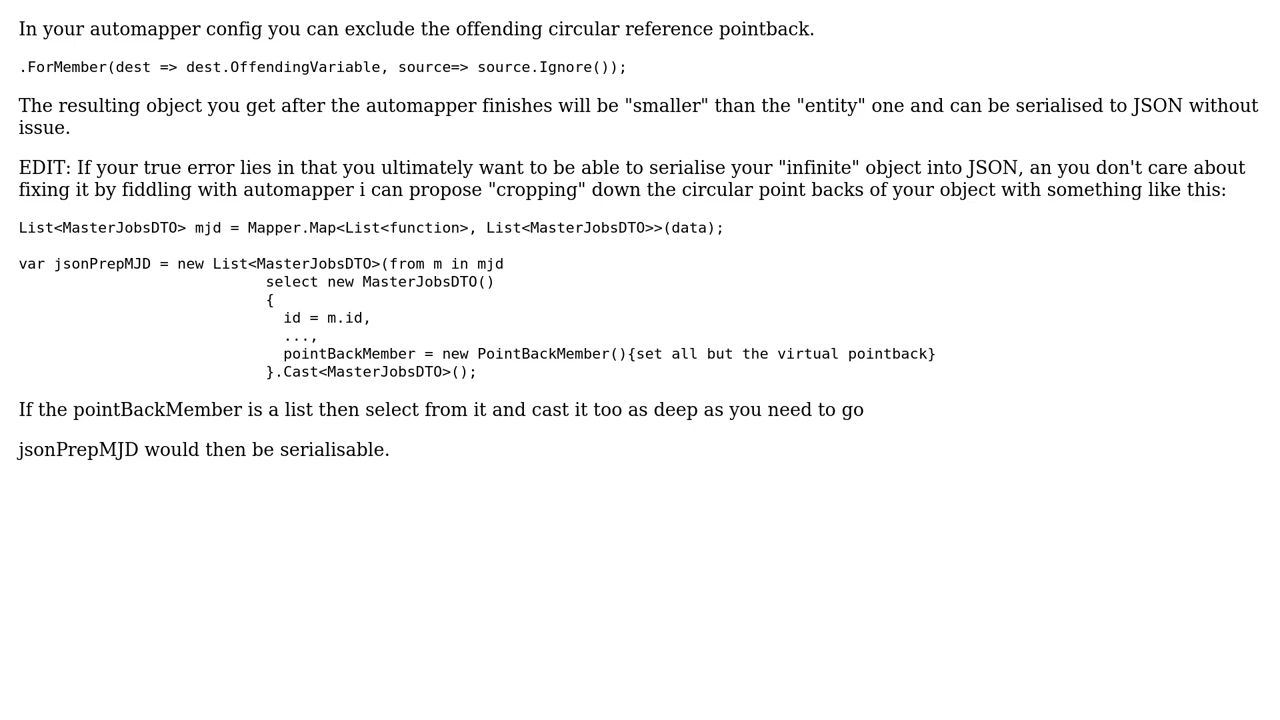 In your automapper config you can exclude the offending circular reference pointback.
.ForMember(dest => dest.OffendingVariable, source=> source.Ignore());
The resulting object you get after the automapper finishes will be "smaller" than the "entity" one and can be serialised to JSON without
issue.
EDIT: If your true error lies in that you ultimately want to be able to serialise your "infinite" object into JSON, an you don't care about
fixing it by fiddling with automapper i can propose "cropping" down the circular point backs of your object with something like this:
List<MasterJobsDTO> mjd = Mapper.Map<List<function>, List<MasterJobsDTO>>(data);
var jsonPrepMJD = new List<MasterJobsDTO>(from m in mjd
                            select new MasterJobsDTO()
                            {
                              id = m.id,
                              ...,
                              pointBackMember = new PointBackMember(){set all but the virtual pointback}
                            }.Cast<MasterJobsDTO>();
If the pointBackMember is a list then select from it and cast it too as deep as you need to go
jsonPrepMJD would then be serialisable.